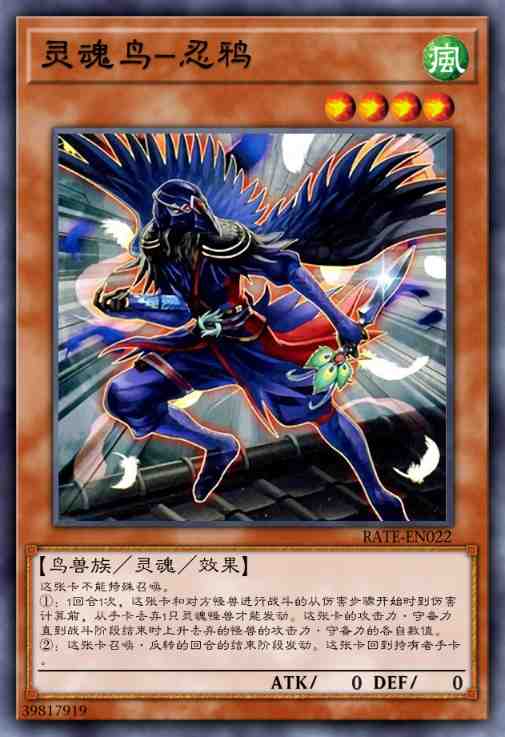 灵魂鸟-忍鸦
風
RATE-EN022
【鸟兽族／灵魂／效果】
这张卡不能特殊召唤。
①：1回合1次，这张卡和对方怪兽进行战斗的从伤害步骤开始时到伤害
计算前，从手卡丢弃1只灵魂怪兽才能发动。这张卡的攻击力·守备力
直到战斗阶段结束时上升丢弃的怪兽的攻击力·守备力的各自数值。
②：这张卡召唤·反转的回合的结束阶段发动。这张卡回到持有者手卡
。
ATK/ 0 DEF/ 0
39817919